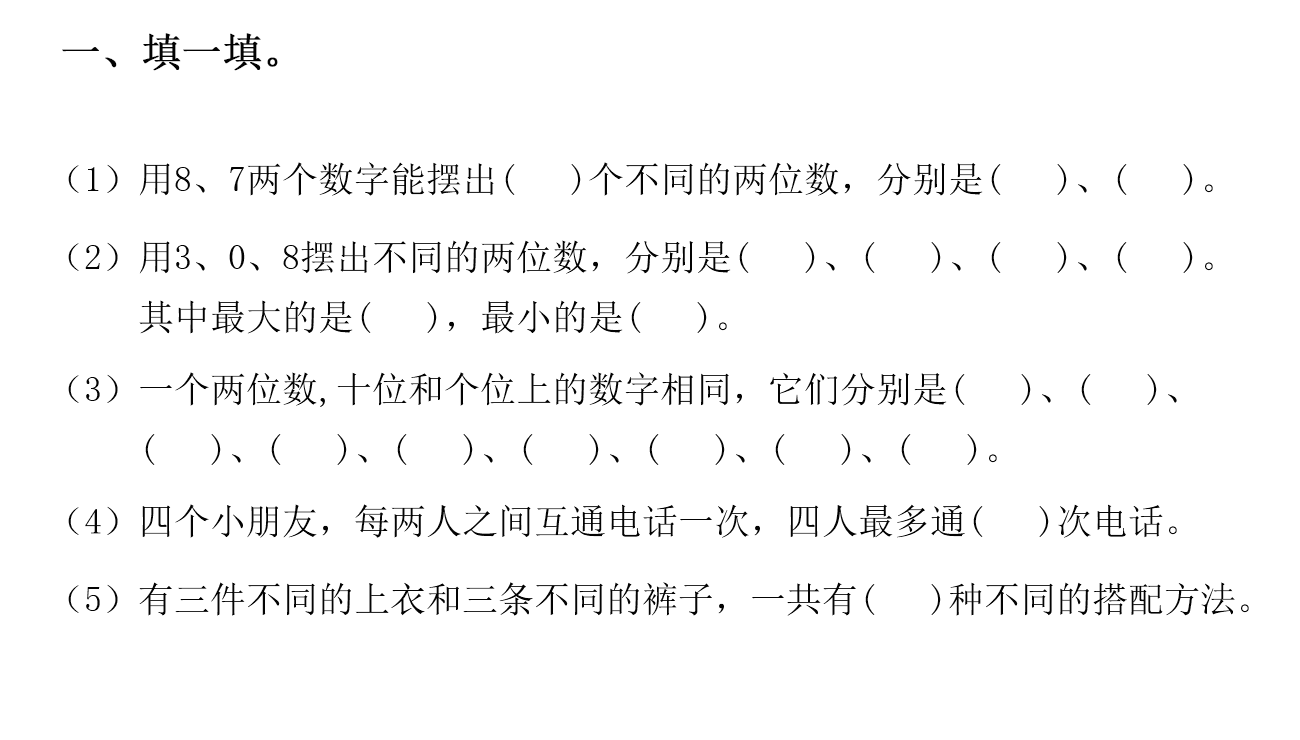 一、填一填。
（1）用8、7两个数字能摆出(   )个不同的两位数，分别是(   )、(   )。
（2）用3、0、8摆出不同的两位数，分别是(   )、(   )、(   )、(   )。
其中最大的是(   )，最小的是(   )。
（3）一个两位数,十位和个位上的数字相同，它们分别是(   )、(   )、
(   )、(   )、(   )、(   )、(   )、(   )、(   )。
（4）四个小朋友，每两人之间互通电话一次，四人最多通(   )次电话。
（5）有三件不同的上衣和三条不同的裤子，一共有(   )种不同的搭配方法。